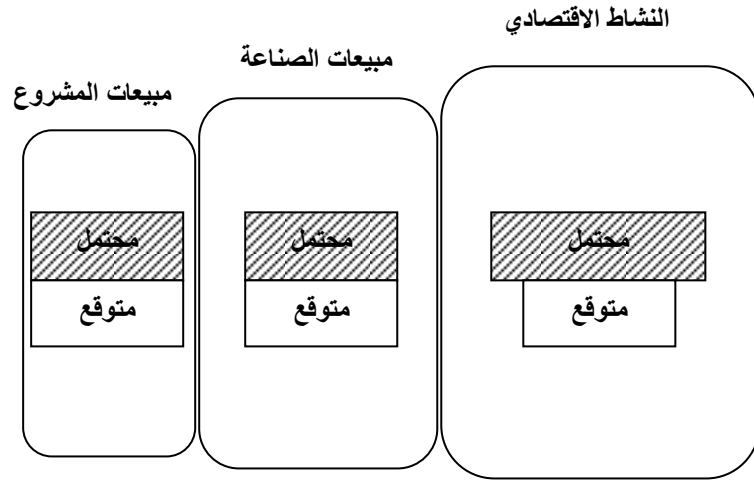 النشاط الاقتصادي
مبيعات الصناعة
مبيعات المشروع
محتمل
محتمل
محتمل
متوقع
متوقع
متوقع